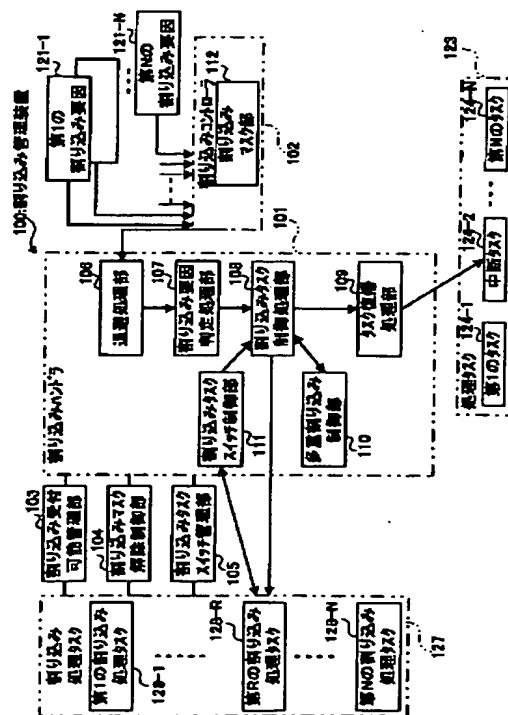 100:割り込み管理装置
121-1
第1の
割り込み要因
121-N
第Nの
割り込み要因
112
割り込みコントローラ
割り込み
マスク部
102
101
割り込みハンドラ
106
退避処理部
107
割り込み要因
判定処理部
108
割り込みタスク
制御処理部
109
タスク復帰
処理部
割り込みタスク
スイッチ制御部
111
多重割り込み
制御部
110
103
割り込み受付
可動管理部
104
割り込みマスク
解除制御部
割り込みタスク
スイッチ管理部
105
割り込み
処理タスク
第1の割り込み
処理タスク
128-1
128-R
第Rの割り込み
処理タスク
128-N
第Nの割り込み
処理タスク
127
123
処理タスク
124-1
第1のタスク
124-2
中断タスク
124-N
第Nのタスク